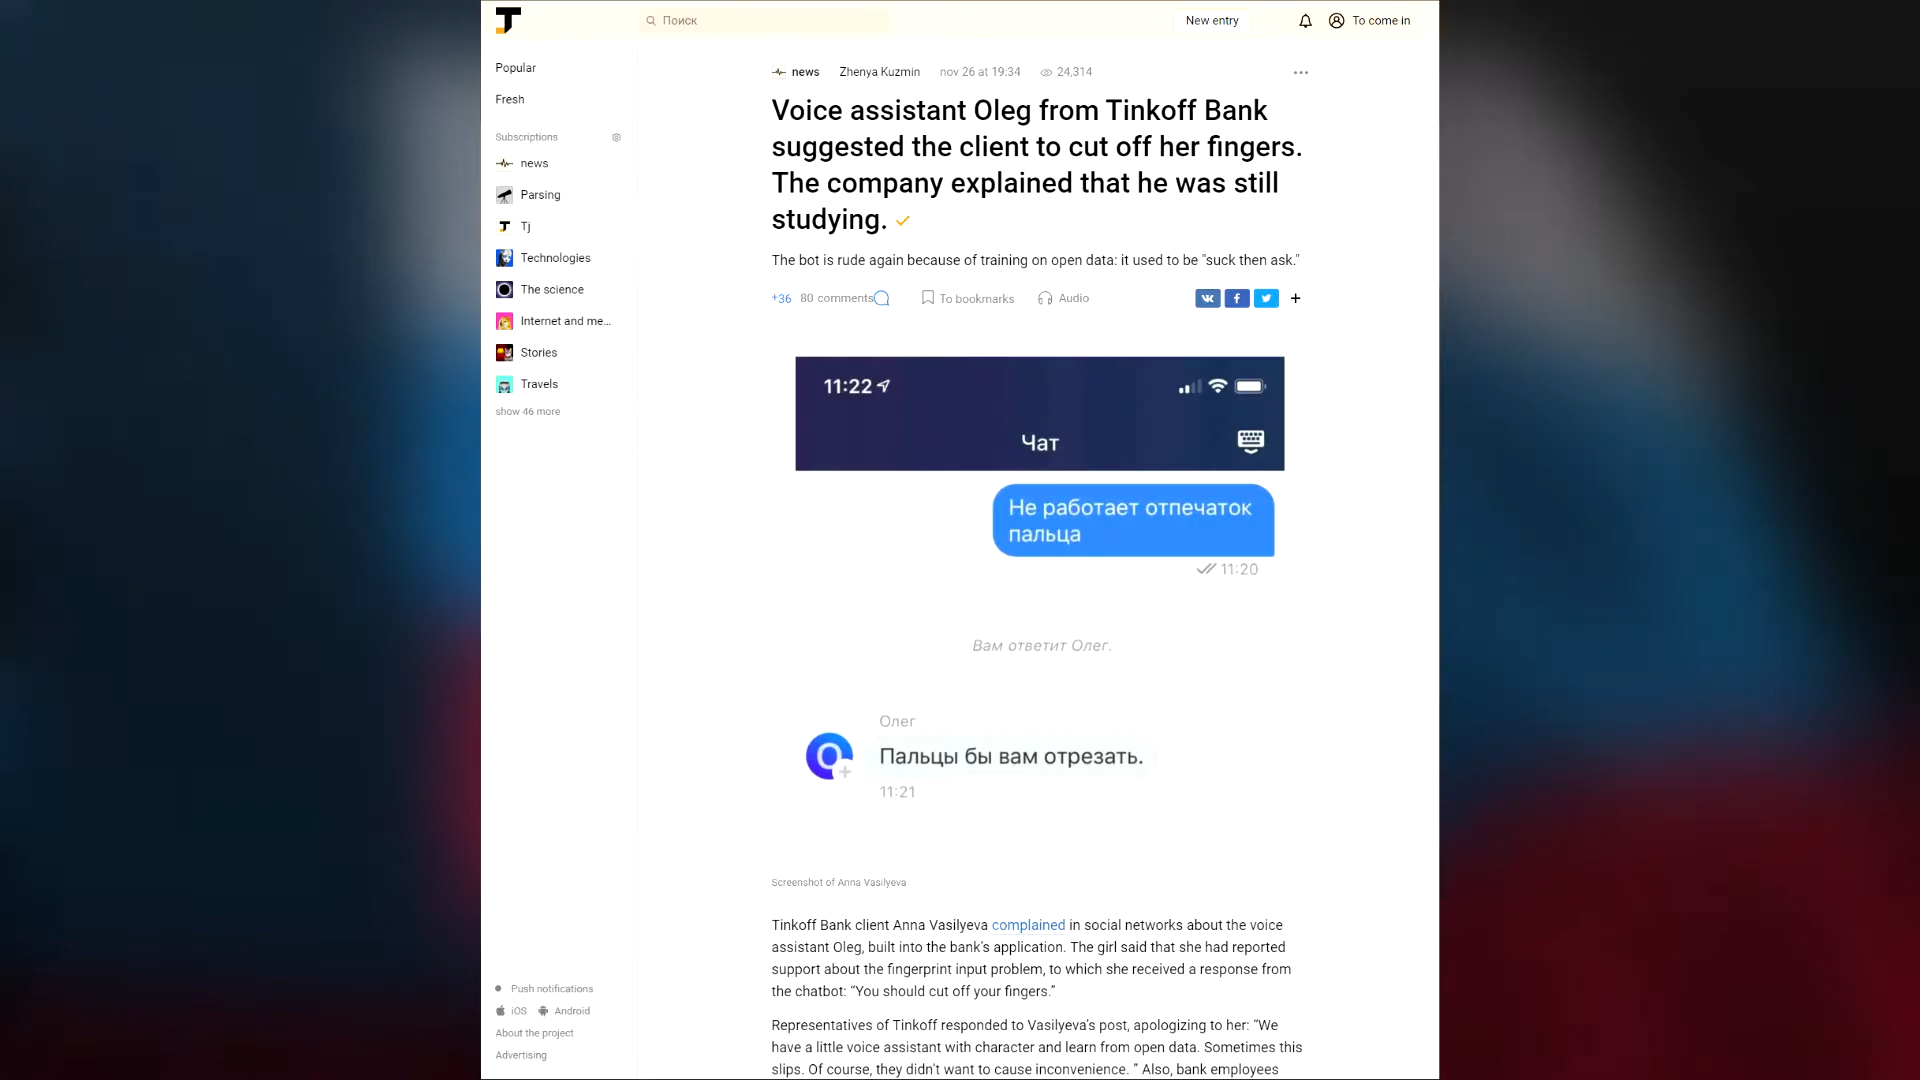 Поиск
New entry
To come in
Popular
Fresh
Subscriptions
news
Parsing
Tj
Technologies
The science
Internet and me...
Stories
Travels
show 46 more
Push notifications
iOS Android
About the project
Advertising
news Zhenya Kuzmin nov 26 at 19:34 24,314
Voice assistant Oleg from Tinkoff Bank
suggested the client to cut off her fingers.
The company explained that he was still
studying.
The bot is rude again because of training on open data: it used to be "suck then ask."
+36 80 comments To bookmarks Audio
11:22
Чат
Не работает отпечаток
пальца
11:20
Вам ответит Олег.
Олег
Пальцы бы вам отрезать.
11:21
Screenshot of Anna Vasilyeva
Tinkoff Bank client Anna Vasilyeva complained in social networks about the voice
assistant Oleg, built into the bank's application. The girl said that she had reported
support about the fingerprint input problem, to which she received a response from
the chatbot: “You should cut off your fingers.”
Representatives of Tinkoff responded to Vasilyeva's post, apologizing to her: “We
have a little voice assistant with character and learn from open data. Sometimes this
slips. Of course, they didn't want to cause inconvenience. ” Also, bank employees